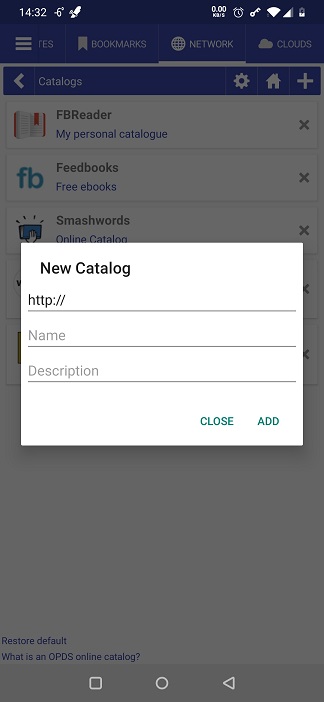 14:32 -6° 0.00 KB/S
TES BOOKMARKS NETWORK CLOUDS
Catalogs
FBReader
My personal catalogue
fb Feedbooks
Free ebooks
Smashwords
Online Catalog
New Catalog
http://
Name
Description
CLOSE ADD
Restore default
What is an OPDS online catalog?